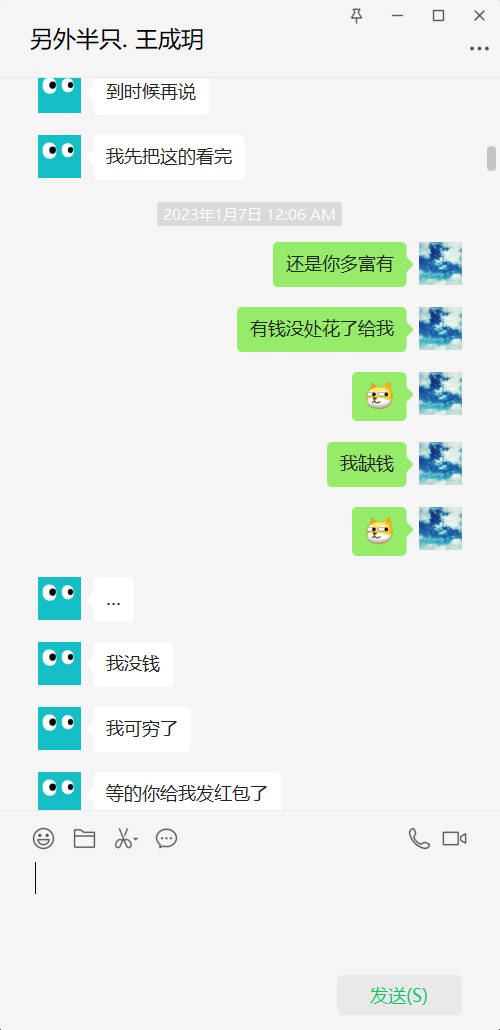 另外半只. 王成玥
到时候再说
我先把这的看完
2023年1月7日 12:06 AM
还是你多富有
有钱没处花了给我
我缺钱
...
我没钱
我可穷了
等的你给我发红包了
发送(S)